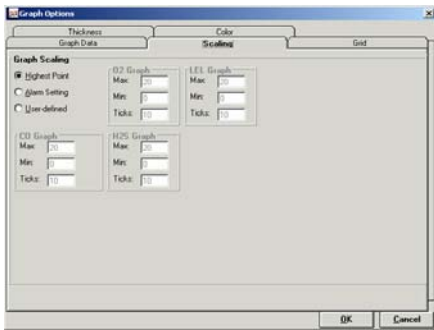 Graph Options
Thickness Color
Graph Data Scaling Grid
Graph Scaling
Highest Point
Alarm Setting
User-defined
O2 Graph LEL Graph
Max: 20 Max: 20
Min: 0 Min: 0
Ticks: 10 Ticks: 10
CO Graph H2S Graph
Max: 20 Max: 20
Min: 0 Min: 0
Ticks: 10 Ticks: 10
OK Cancel